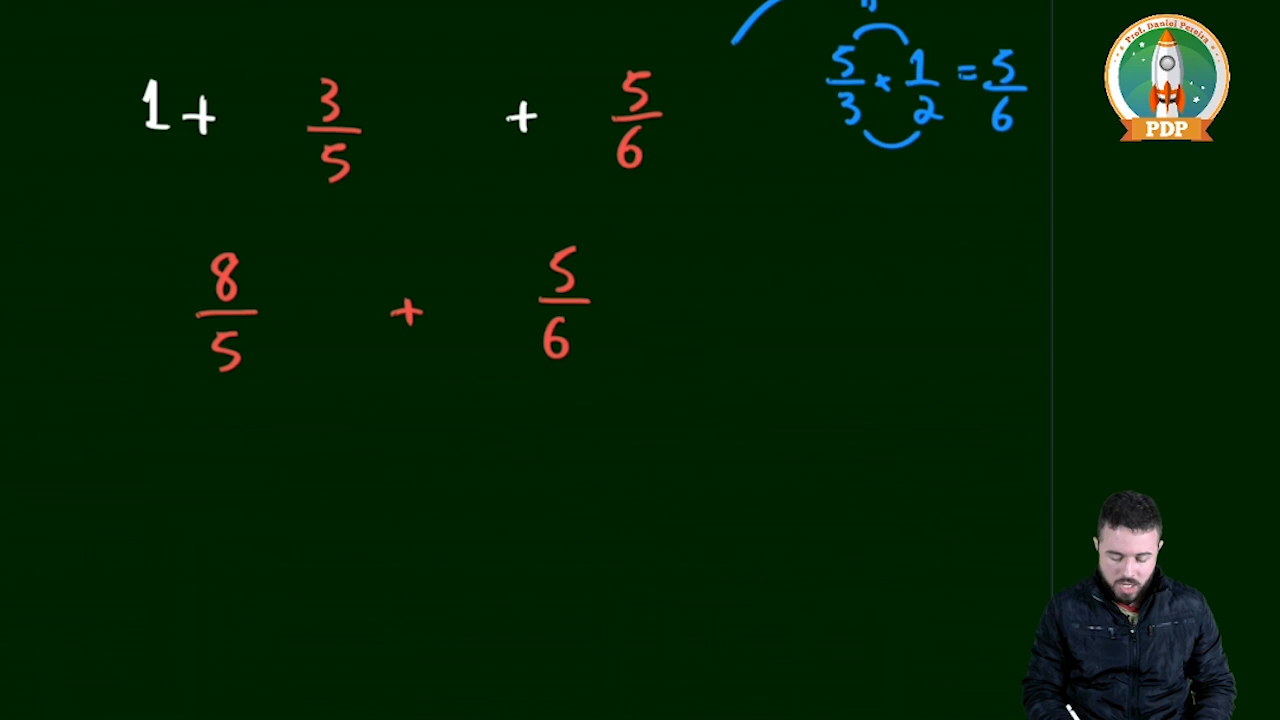 1 + 3/5 + 5/6
5/3 × 1/2 = 5/6
8/5 + 5/6
Prof. Daniel Pereira
PDP